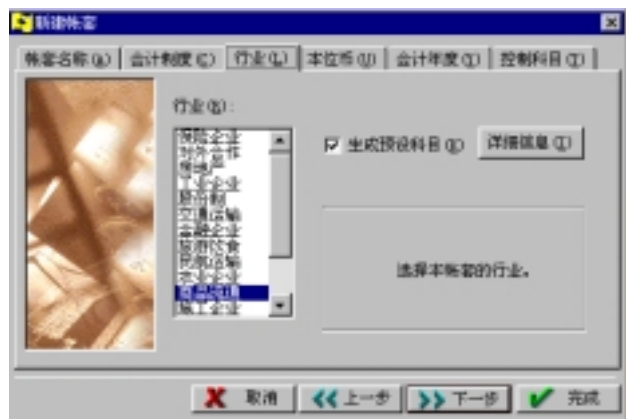 新建帐套
帐套名称 会计制度(C) 行业(L) 本位币(U) 会计年度 控制科目
行业
保险企业
对外合作
房地产
工业企业
股份制
交通运输
金融企业
旅游饮食
民航运输
农业企业
商品流通
施工企业
生成预设科目 详细信息
选择本帐套的行业。
取消 上一步 下一步 完成